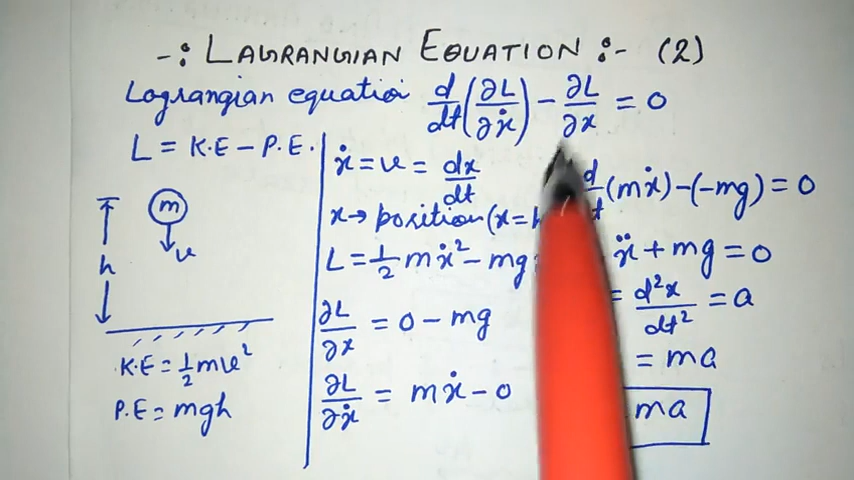 -: LAGRANGIAN EQUATION :- (2)
Lagrangian equation d/dt(∂L/∂ẋ) - ∂L/∂x = 0
L = K.E - P.E.
m
v
h
K.E = 1/2 mv²
P.E = mgh
ẋ = v = dx/dt
x → position (x = h
L = 1/2 mẋ² - mg
∂L/∂x = 0 - mg
∂L/∂ẋ = mẋ - 0
d/dt (mẋ) - (-mg) = 0
ẍ + mg = 0
= d²x/dt² = a
= ma
ma